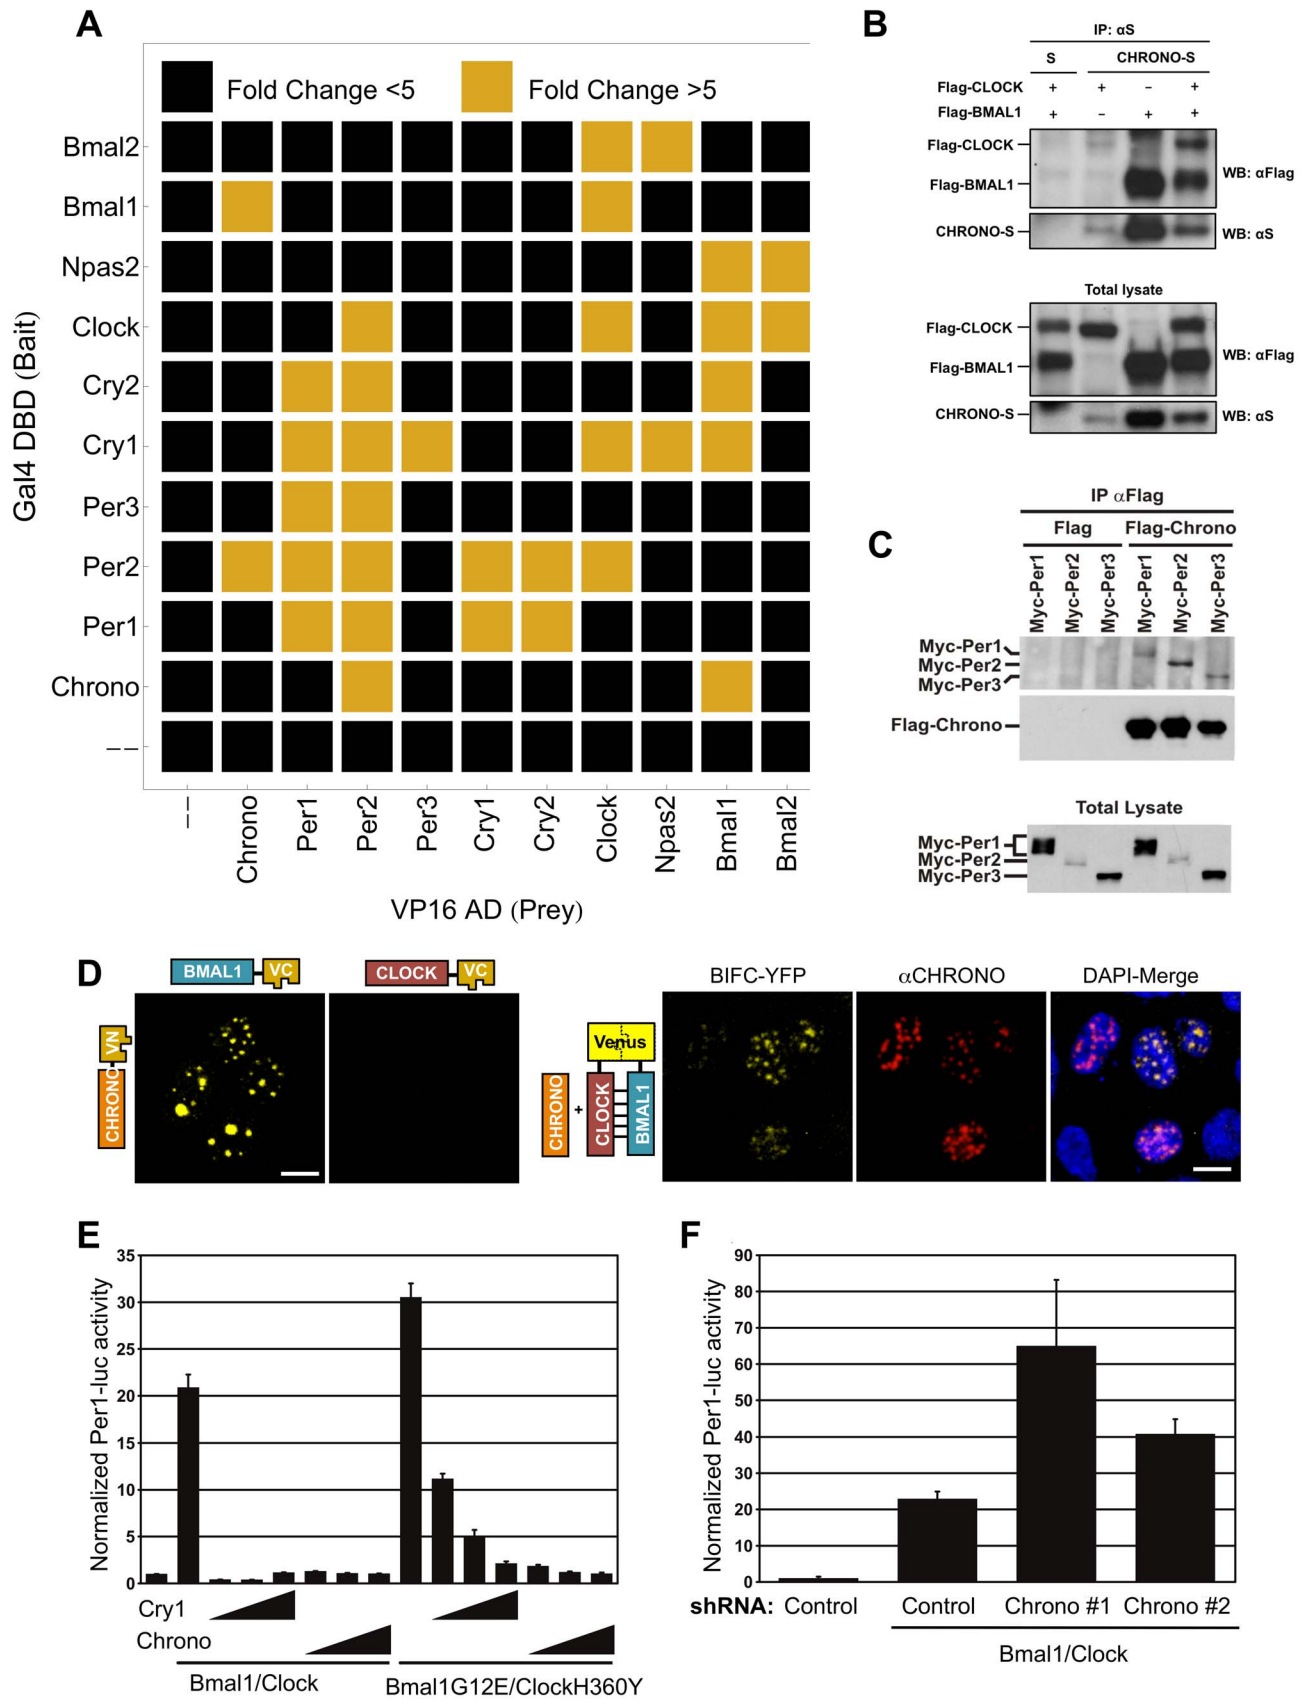 A
Fold Change <5
Fold Change >5
Bmal2
Bmal1
Npas2
Clock
Cry2
Cry1
Per3
Per2
Per1
Chrono
--
Gal4 DBD (Bait)
--
Chrono
Per1
Per2
Per3
Cry1
Cry2
Clock
Npas2
Bmal1
Bmal2
VP16 AD (Prey)
B
IP: αS
S CHRONO-S
Flag-CLOCK + + – +
Flag-BMAL1 + – + +
Flag-CLOCK
Flag-BMAL1
WB: αFlag
CHRONO-S
WB: αS
Total lysate
Flag-CLOCK
Flag-BMAL1
WB: αFlag
CHRONO-S
WB: αS
C
IP αFlag
Flag Flag-Chrono
Myc-Per1
Myc-Per2
Myc-Per3
Myc-Per1
Myc-Per2
Myc-Per3
Myc-Per1
Myc-Per2
Myc-Per3
Flag-Chrono
Total Lysate
Myc-Per1
Myc-Per2
Myc-Per3
D
BMAL1 VC
CLOCK VC
VN
CHRONO
CHRONO
+
Venus
CLOCK
BMAL1
BIFC-YFP
αCHRONO
DAPI-Merge
E
Normalized Per1-luc activity
35
30
25
20
15
10
5
0
Cry1
Chrono
Bmal1/Clock
Bmal1G12E/ClockH360Y
F
Normalized Per1-luc activity
90
80
70
60
50
40
30
20
10
0
shRNA: Control Control Chrono #1 Chrono #2
Bmal1/Clock